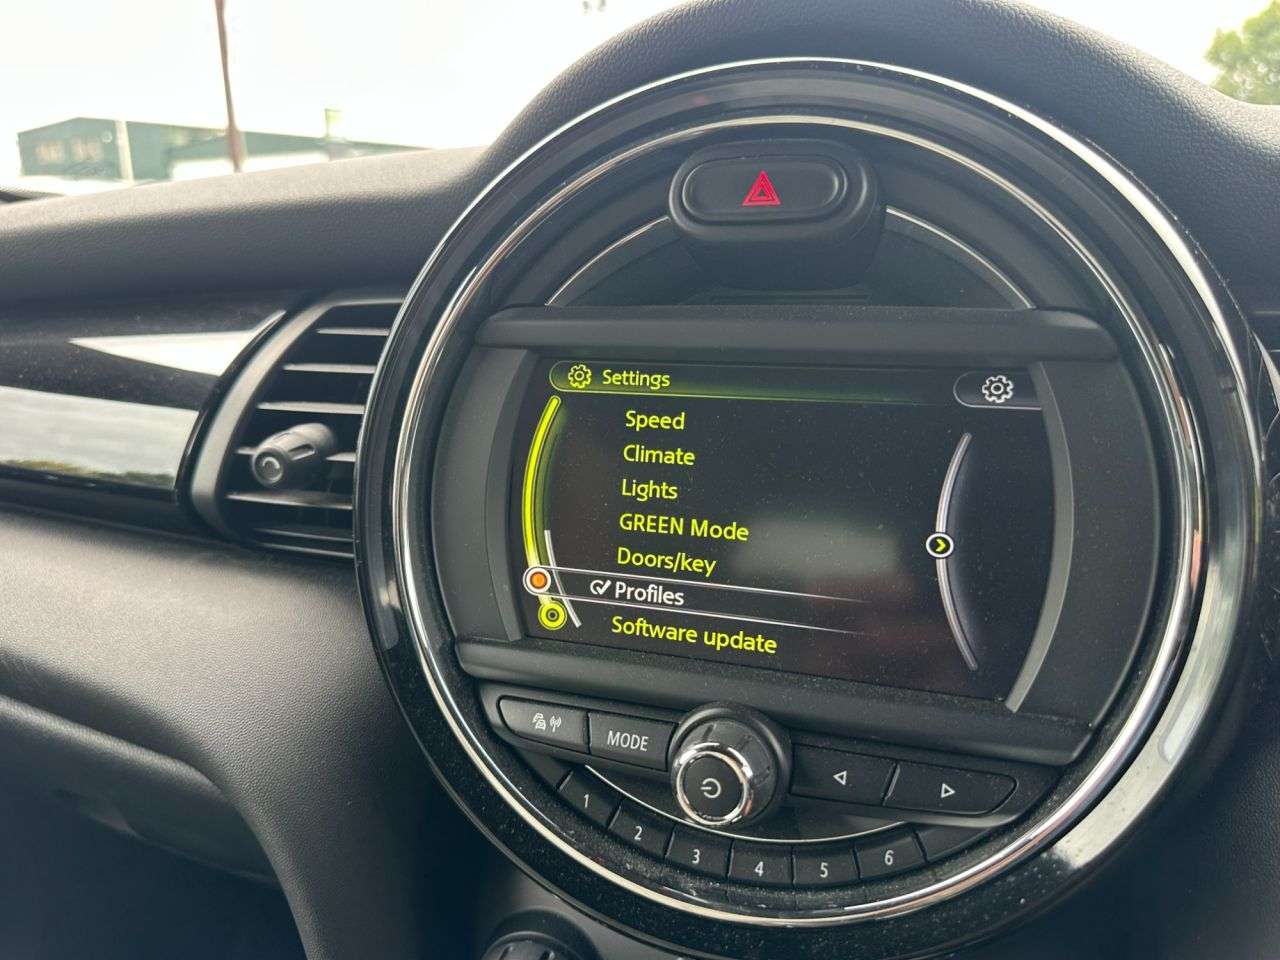 Settings
Speed
Climate
Lights
GREEN Mode
Doors/key
Profiles
Software update
MODE
1
2
3
4
5
6